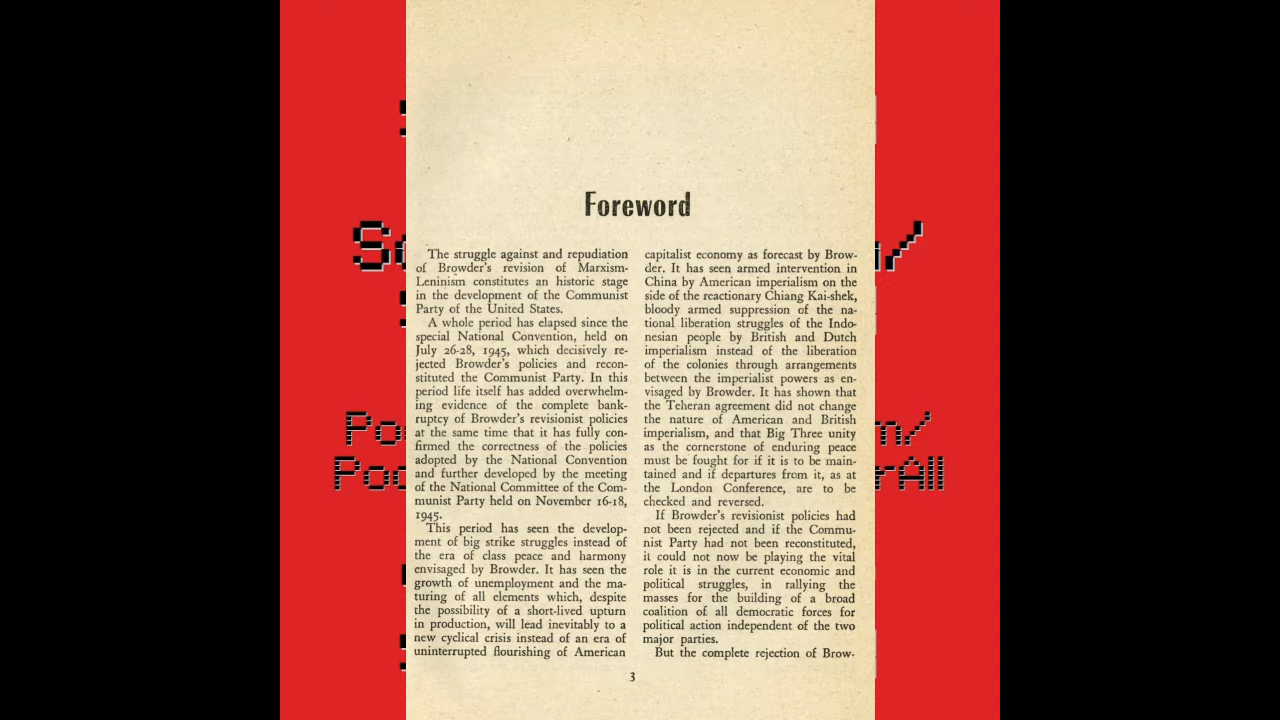 Foreword
The struggle against and repudiation
of Browder's revision of Marxism-
Leninism constitutes an historic stage
in the development of the Communist
Party of the United States.
A whole period has elapsed since the
special National Convention, held on
July 26-28, 1945, which decisively re-
jected Browder's policies and recon-
stituted the Communist Party. In this
period life itself has added overwhelm-
ing evidence of the complete bank-
ruptcy of Browder's revisionist policies
at the same time that it has fully con-
firmed the correctness of the policies
adopted by the National Convention
and further developed by the meeting
of the National Committee of the Com-
munist Party held on November 16-18,
1945.
This period has seen the develop-
ment of big strike struggles instead of
the era of class peace and harmony
envisaged by Browder. It has seen the
growth of unemployment and the ma-
turing of all elements which, despite
the possibility of a short-lived upturn
in production, will lead inevitably to a
new cyclical crisis instead of an era of
uninterrupted flourishing of American
capitalist economy as forecast by Brow-
der. It has seen armed intervention in
China by American imperialism on the
side of the reactionary Chiang Kai-shek,
bloody armed suppression of the na-
tional liberation struggles of the Indo-
nesian people by British and Dutch
imperialism instead of the liberation
of the colonies through arrangements
between the imperialist powers as en-
visaged by Browder. It has shown that
the Teheran agreement did not change
the nature of American and British
imperialism, and that Big Three unity
as the cornerstone of enduring peace
must be fought for if it is to be main-
tained and if departures from it, as at
the London Conference, are to be
checked and reversed.
If Browder's revisionist policies had
not been rejected and if the Commu-
nist Party had not been reconstituted,
it could not now be playing the vital
role it is in the current economic and
political struggles, in rallying the
masses for the building of a broad
coalition of all democratic forces for
political action independent of the two
major parties.
But the complete rejection of Brow-
3